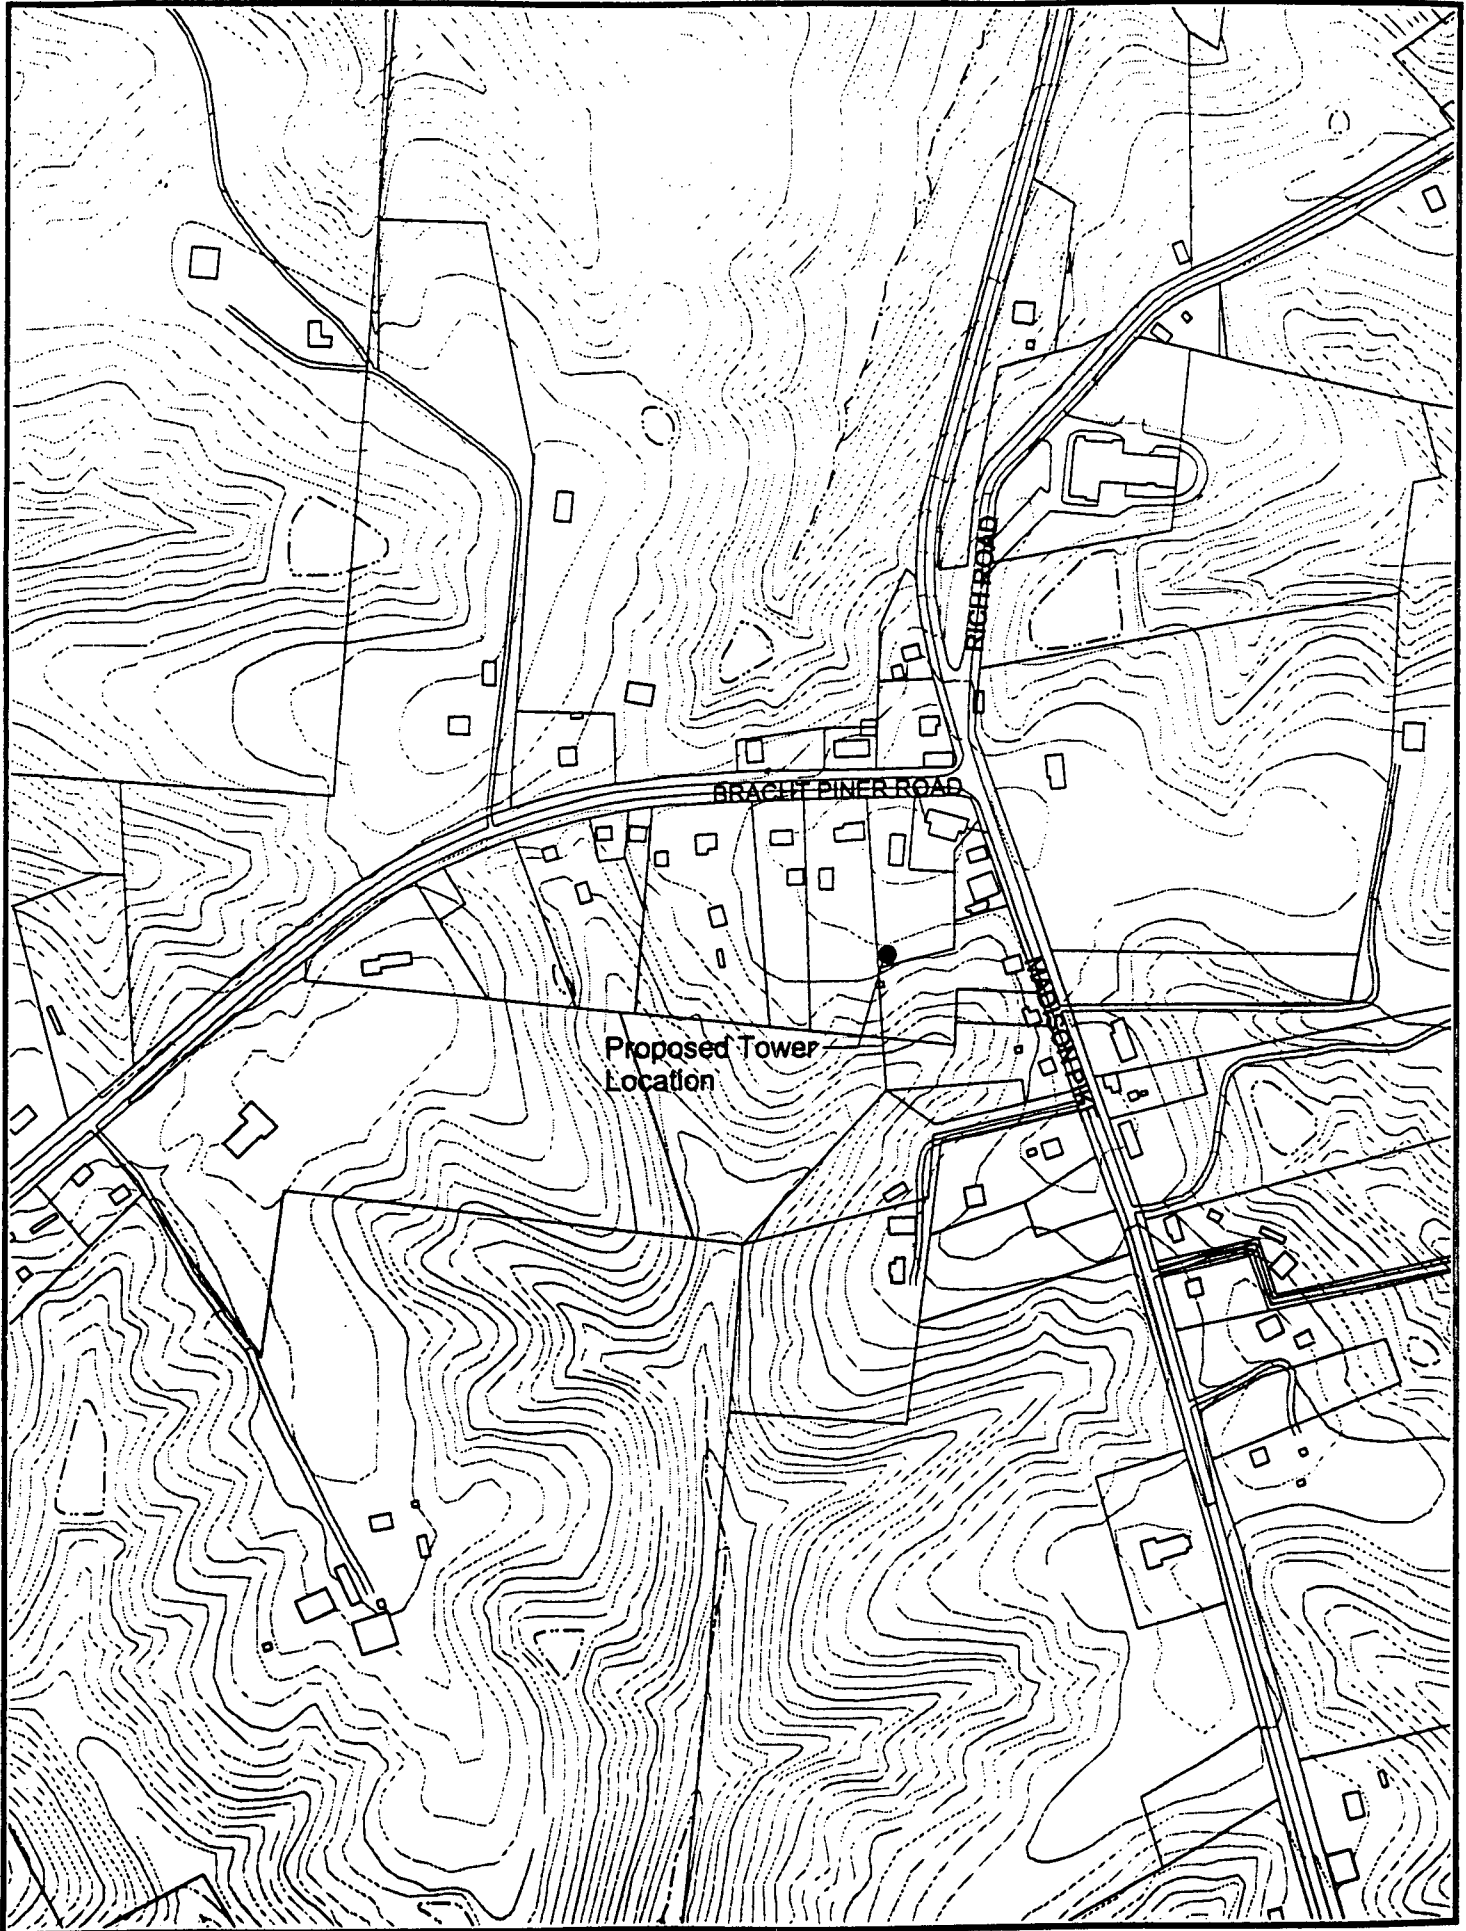 RICH ROAD
BRACHT PINER ROAD
MADISON PIKE
Proposed Tower
Location